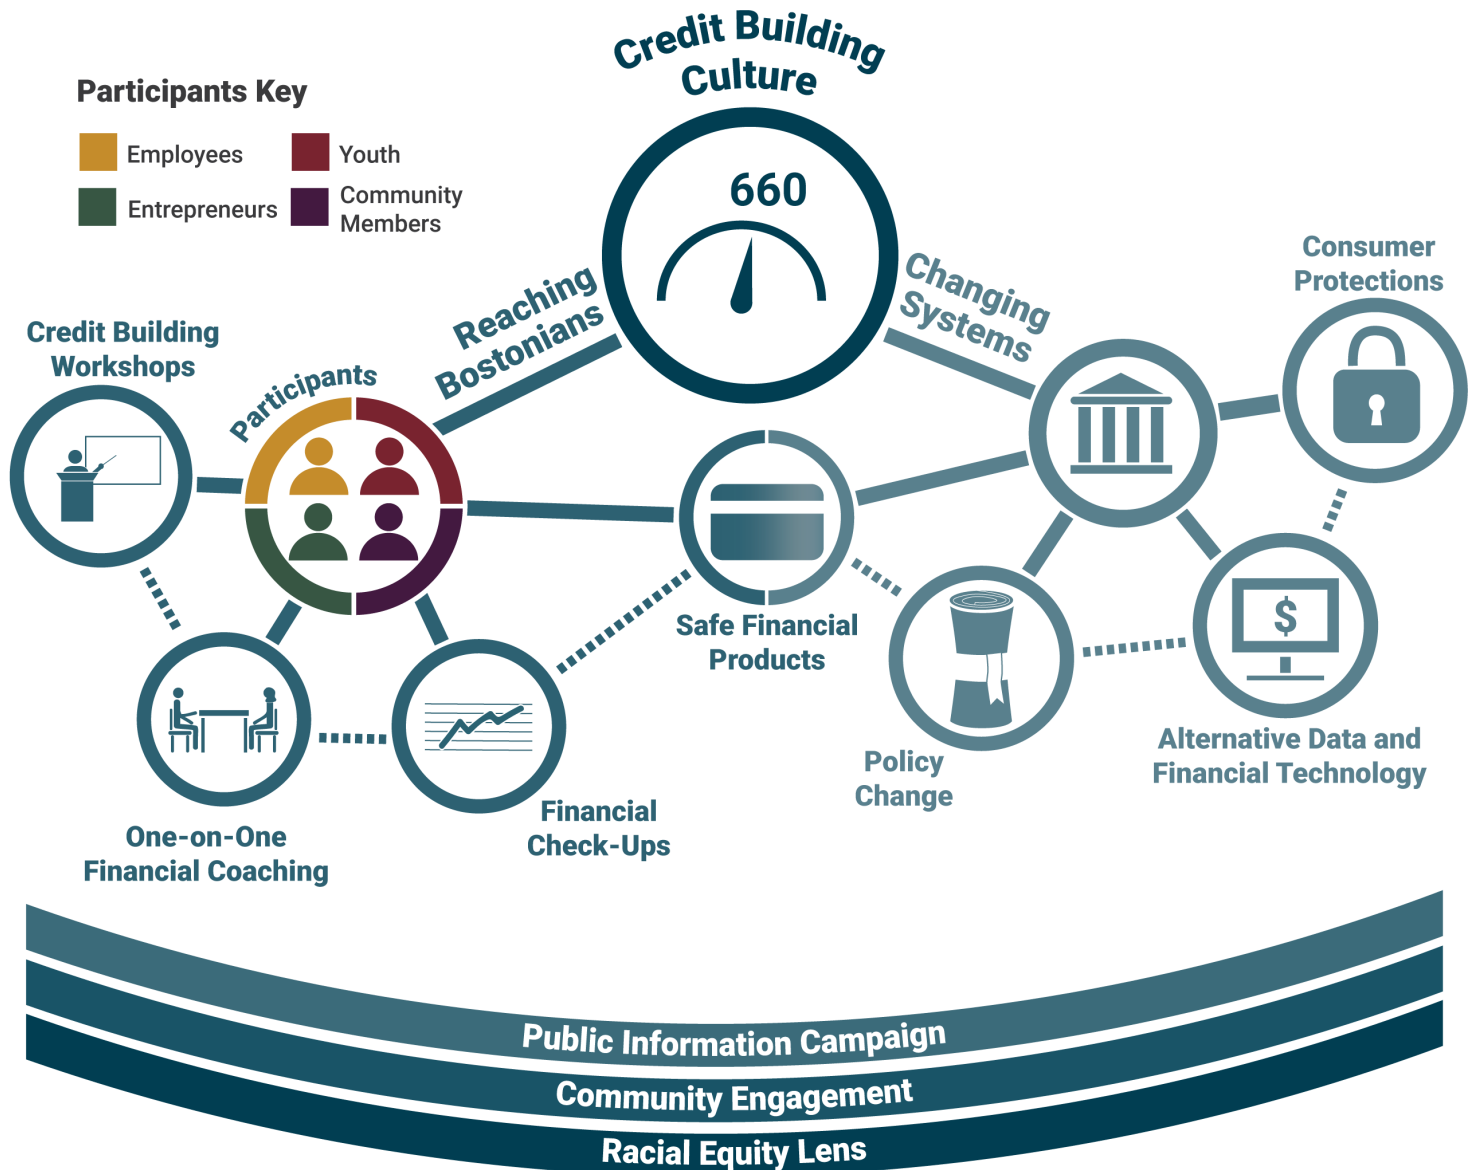 Credit Building
Culture
Participants Key
Employees
Youth
Entrepreneurs
Community
Members
660
Reaching
Bostonians
Changing
Systems
Consumer
Protections
Credit Building
Workshops
Participants
Safe Financial
Products
$
Policy
Change
Alternative Data and
Financial Technology
Financial
Check-Ups
One-on-One
Financial Coaching
Public Information Campaign
Community Engagement
Racial Equity Lens